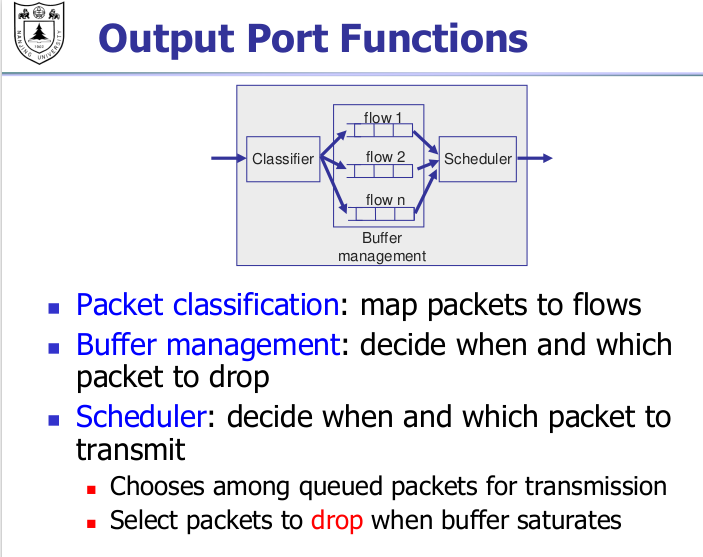 NANJING UNIVERSITY
1902
Output Port Functions
flow 1
Classifier
flow 2
Scheduler
flow n
Buffer
management
Packet classification: map packets to flows
Buffer management: decide when and which
packet to drop
Scheduler: decide when and which packet to
transmit
Chooses among queued packets for transmission
Select packets to drop when buffer saturates